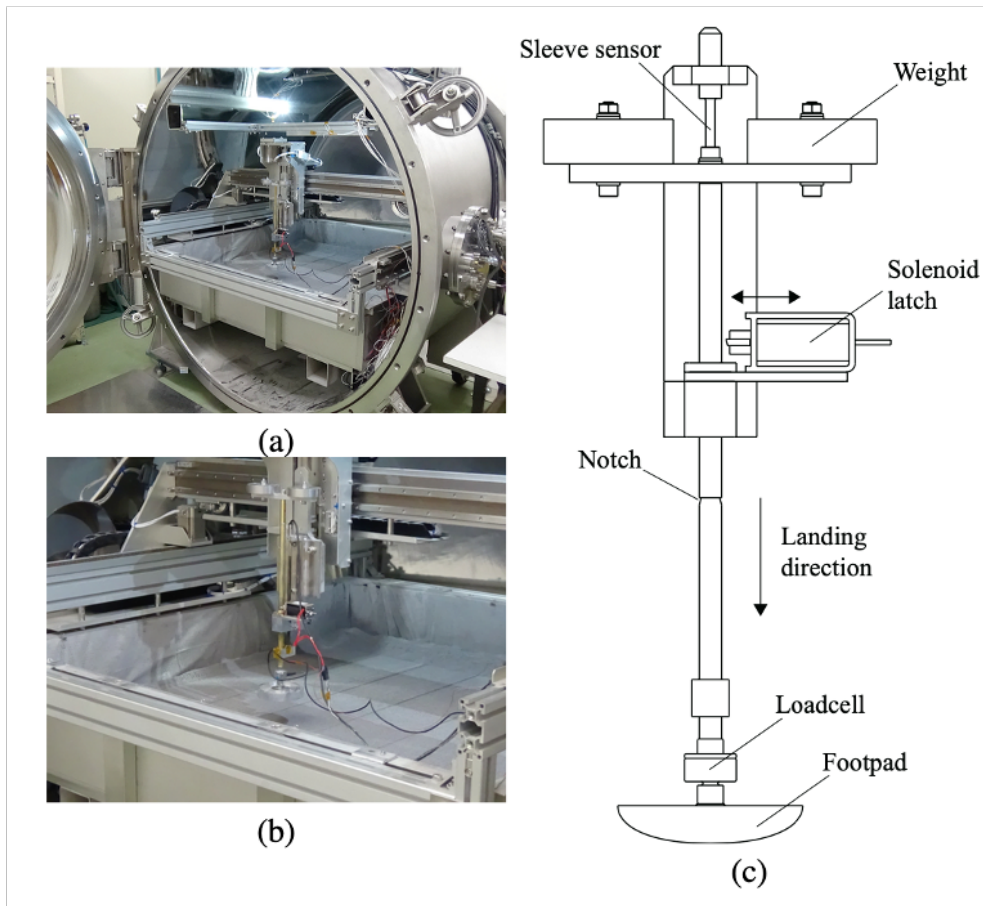 Sleeve sensor
Weight
Solenoid
latch
Notch
Landing
direction
Loadcell
Footpad
(a)
(b)
(c)